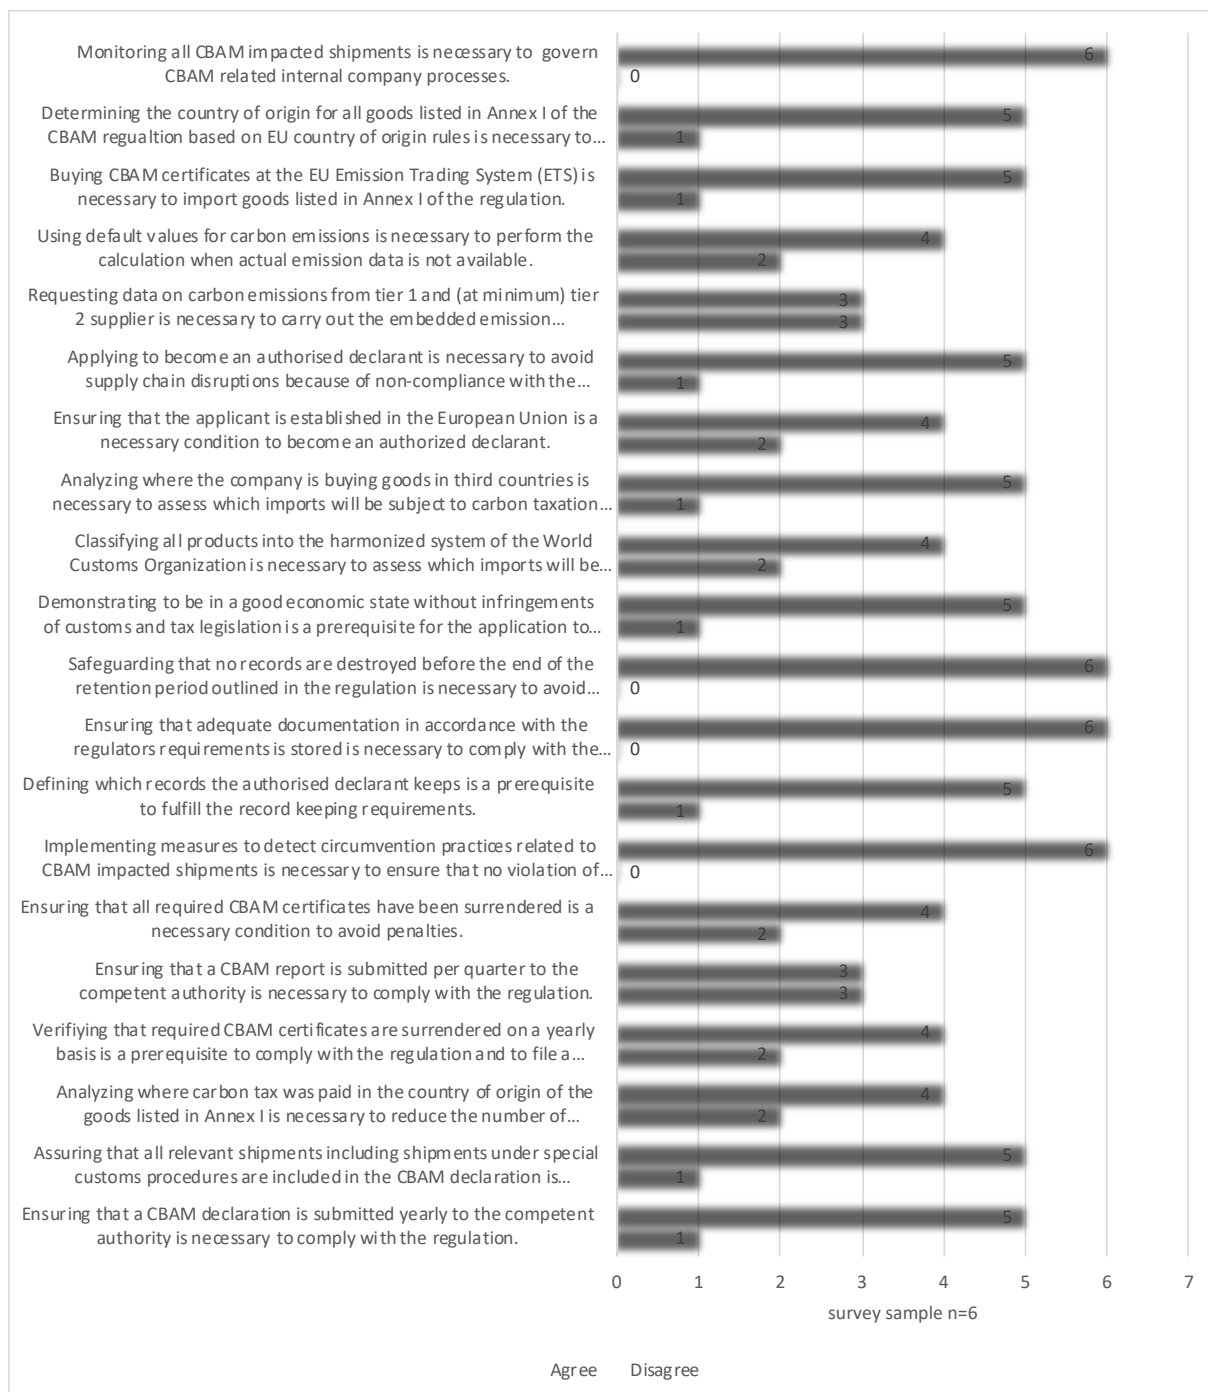 Monitoring all CBAM impacted shipments is necessary to govern
CBAM related internal company processes.
6
0
Determining the country of origin for all goods listed in Annex I of the
CBAM regualtion based on EU country of origin rules is necessary to...
5
1
Buying CBAM certificates at the EU Emission Trading System (ETS) is
necessary to import goods listed in Annex I of the regulation.
5
1
Using default values for carbon emissions is necessary to perform the
calculation when actual emission data is not available.
4
2
Requesting data on carbon emissions from tier 1 and (at minimum) tier
2 supplier is necessary to carry out the embedded emission...
3
3
Applying to become an authorised declarant is necessary to avoid
supply chain disruptions because of non-compliance with the...
5
1
Ensuring that the applicant is established in the European Union is a
necessary condition to become an authorized declarant.
4
2
Analyzing where the company is buying goods in third countries is
necessary to assess which imports will be subject to carbon taxation...
5
1
Classifying all products into the harmonized system of the World
Customs Organization is necessary to assess which imports will be...
4
2
Demonstrating to be in a good economic state without infringements
of customs and tax legislation is a prerequisite for the application to...
5
1
Safeguarding that no records are destroyed before the end of the
retention period outlined in the regulation is necessary to avoid...
6
0
Ensuring that adequate documentation in accordance with the
regulators requirements is stored is necessary to comply with the...
6
0
Defining which records the authorised declarant keeps is a prerequisite
to fulfill the record keeping requirements.
5
1
Implementing measures to detect circumvention practices related to
CBAM impacted shipments is necessary to ensure that no violation of...
6
0
Ensuring that all required CBAM certificates have been surrendered is a
necessary condition to avoid penalties.
4
2
Ensuring that a CBAM report is submitted per quarter to the
competent authority is necessary to comply with the regulation.
3
3
Verifiying that required CBAM certificates are surrendered on a yearly
basis is a prerequisite to comply with the regulation and to file a...
4
2
Analyzing where carbon tax was paid in the country of origin of the
goods listed in Annex I is necessary to reduce the number of...
4
2
Assuring that all relevant shipments including shipments under special
customs procedures are included in the CBAM declaration is...
5
1
Ensuring that a CBAM declaration is submitted yearly to the competent
authority is necessary to comply with the regulation.
5
1
0 1 2 3 4 5 6 7
survey sample n=6
Agree Disagree